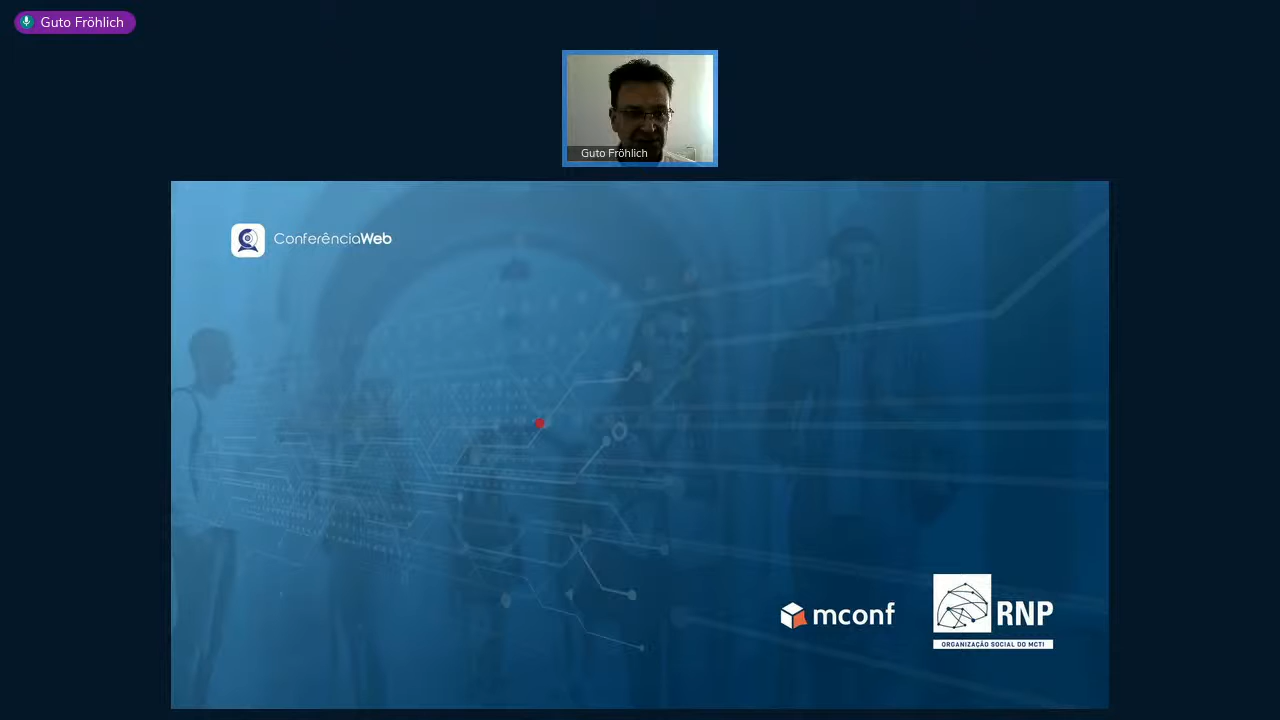 Guto Fröhlich
Guto Fröhlich
ConferênciaWeb
mconf
RNP
ORGANIZAÇÃO SOCIAL DO MCTI